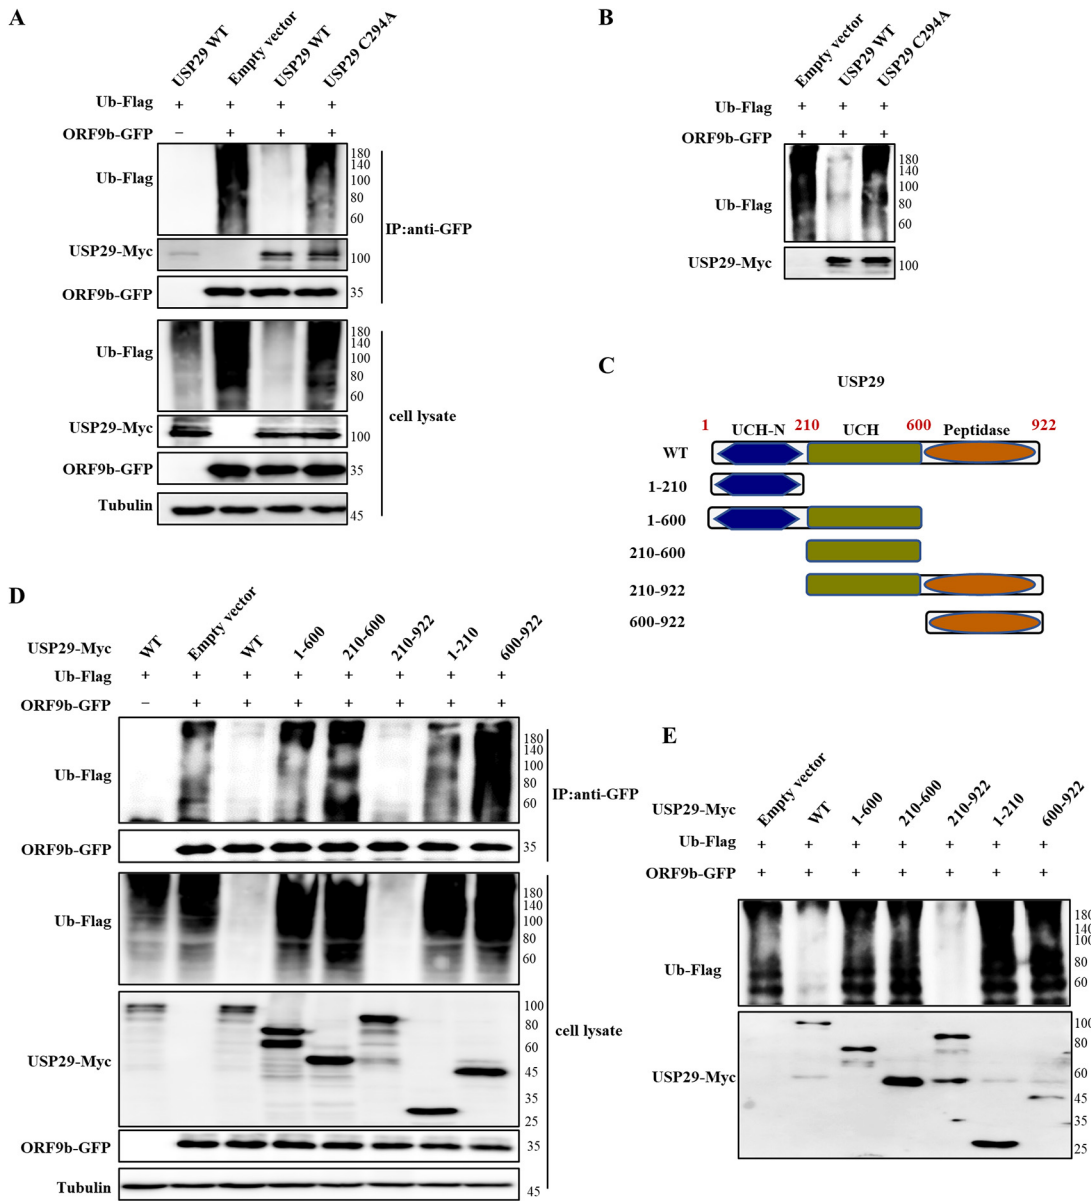 A
USP29 WT
Empty vector
USP29 WT
USP29 C294A
Ub-Flag + + + +
ORF9b-GFP − + + +
Ub-Flag
180
140
100
80
60
USP29-Myc
100
ORF9b-GFP
35
IP:anti-GFP
Ub-Flag
180
140
100
80
60
USP29-Myc
100
ORF9b-GFP
35
Tubulin
45
cell lysate
B
Empty vector
USP29 WT
USP29 C294A
Ub-Flag + + +
ORF9b-GFP + + +
Ub-Flag
180
140
100
80
60
USP29-Myc
100
C
USP29
1 210 600 922
UCH-N UCH Peptidase
WT
1-210
1-600
210-600
210-922
600-922
D
USP29-Myc WT Empty vector WT 1-600 210-600 210-922 1-210 600-922
Ub-Flag + + + + + + + +
ORF9b-GFP − + + + + + + +
Ub-Flag
180
140
100
80
60
ORF9b-GFP
35
IP:anti-GFP
Ub-Flag
180
140
100
80
60
USP29-Myc
100
80
60
45
35
25
ORF9b-GFP
35
Tubulin
45
cell lysate
E
USP29-Myc Empty vector WT 1-600 210-600 210-922 1-210 600-922
Ub-Flag + + + + + + +
ORF9b-GFP + + + + + + +
Ub-Flag
180
140
100
80
60
USP29-Myc
100
80
60
45
35
25